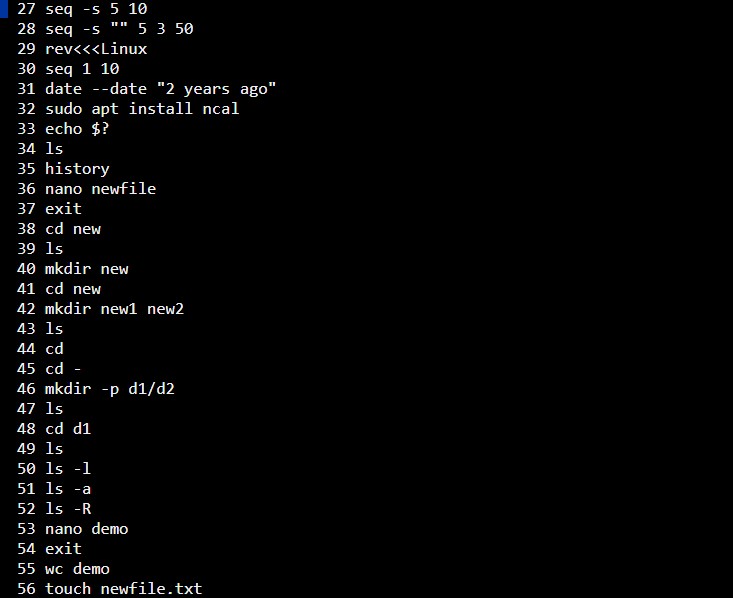 27 seq -s 5 10
28 seq -s "" 5 3 50
29 rev<<<Linux
30 seq 1 10
31 date --date "2 years ago"
32 sudo apt install ncal
33 echo $?
34 ls
35 history
36 nano newfile
37 exit
38 cd new
39 ls
40 mkdir new
41 cd new
42 mkdir new1 new2
43 ls
44 cd
45 cd -
46 mkdir -p d1/d2
47 ls
48 cd d1
49 ls
50 ls -l
51 ls -a
52 ls -R
53 nano demo
54 exit
55 wc demo
56 touch newfile.txt